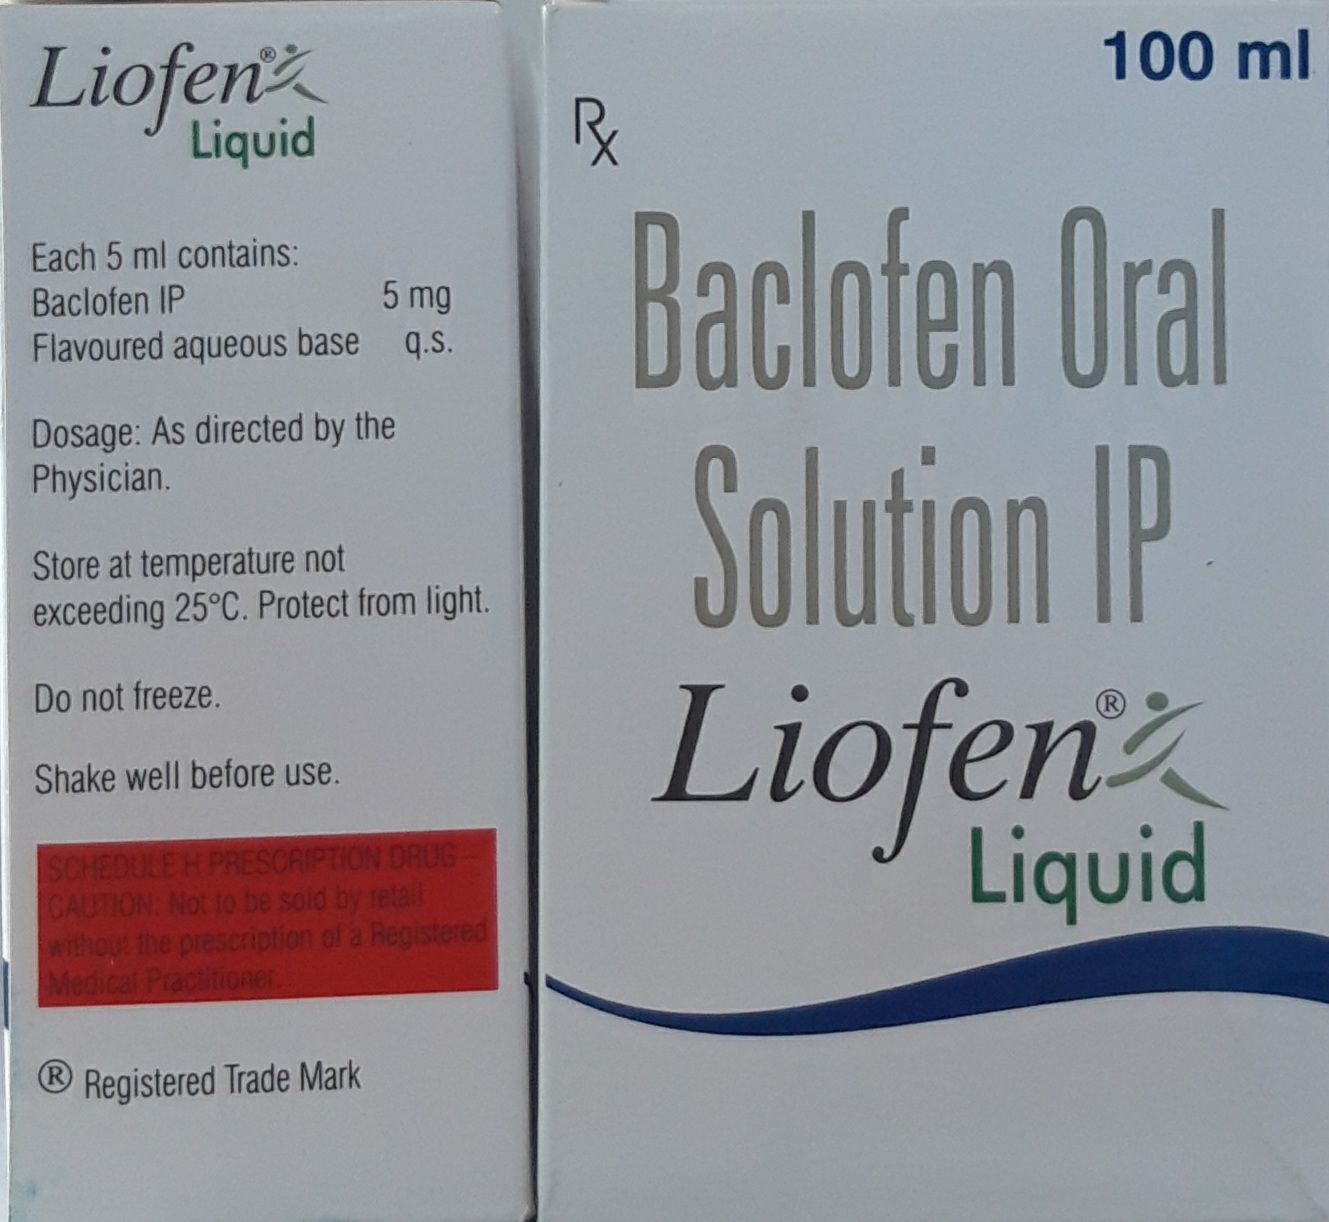 Liofen®
Liquid
Each 5 ml contains:
Baclofen IP 5 mg
Flavoured aqueous base q.s.
Dosage: As directed by the
Physician.
Store at temperature not
exceeding 25°C. Protect from light.
Do not freeze.
Shake well before use.
SCHEDULE H PRESCRIPTION DRUG –
CAUTION: Not to be sold by retail
without the prescription of a Registered
Medical Practitioner.
® Registered Trade Mark
100 ml
Rx
Baclofen Oral
Solution IP
Liofen®
Liquid